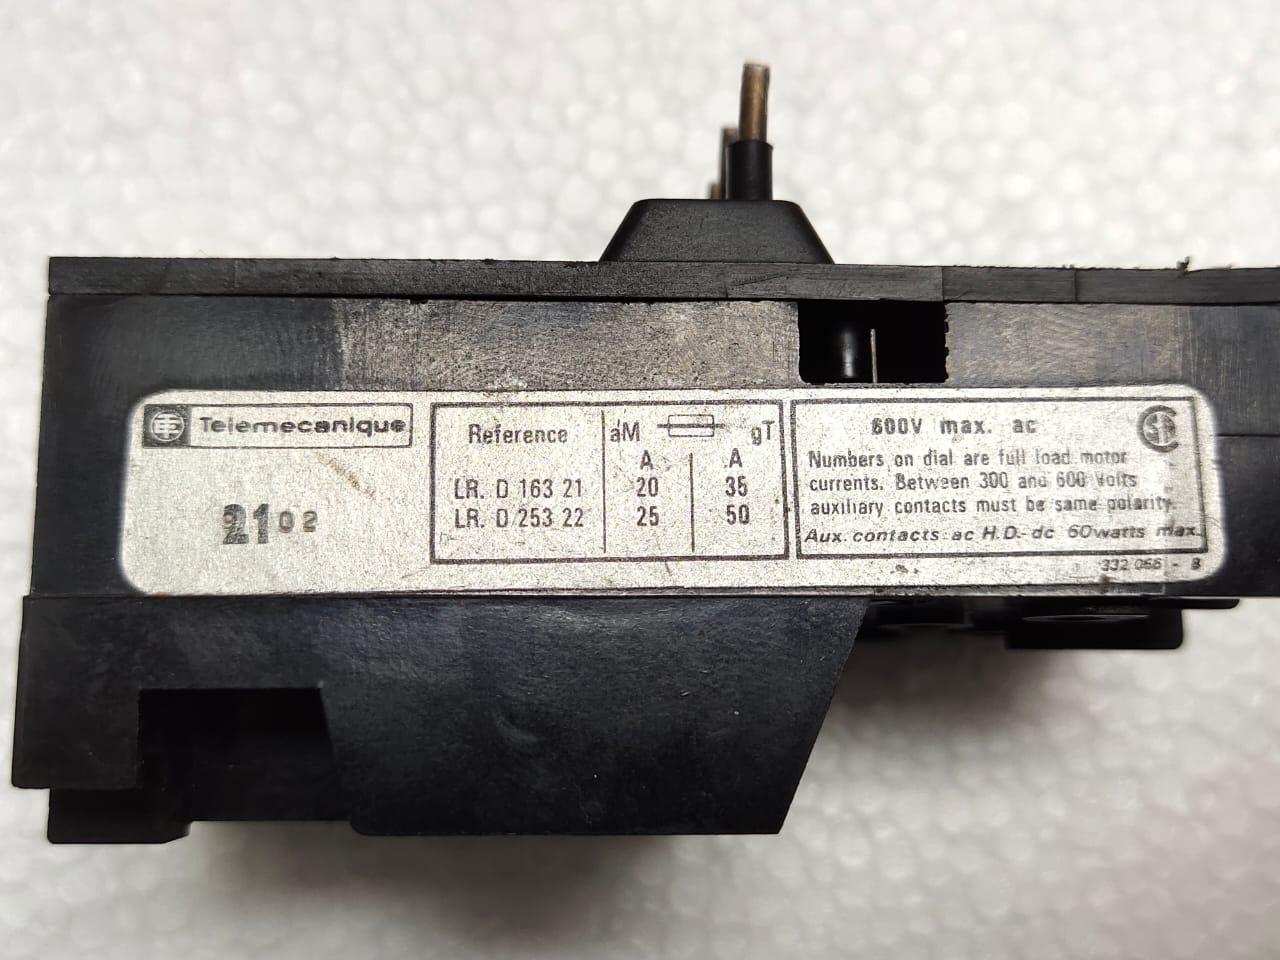 Telemecanique
2102
Reference aM gT
A A
LR. D 163 21 20 35
LR. D 253 22 25 50
600V max. ac
Numbers on dial are full load motor
currents. Between 300 and 600 Volts
auxiliary contacts must be same polarity.
Aux. contacts: ac H.D.- dc 60watts max.
332 066 - 8